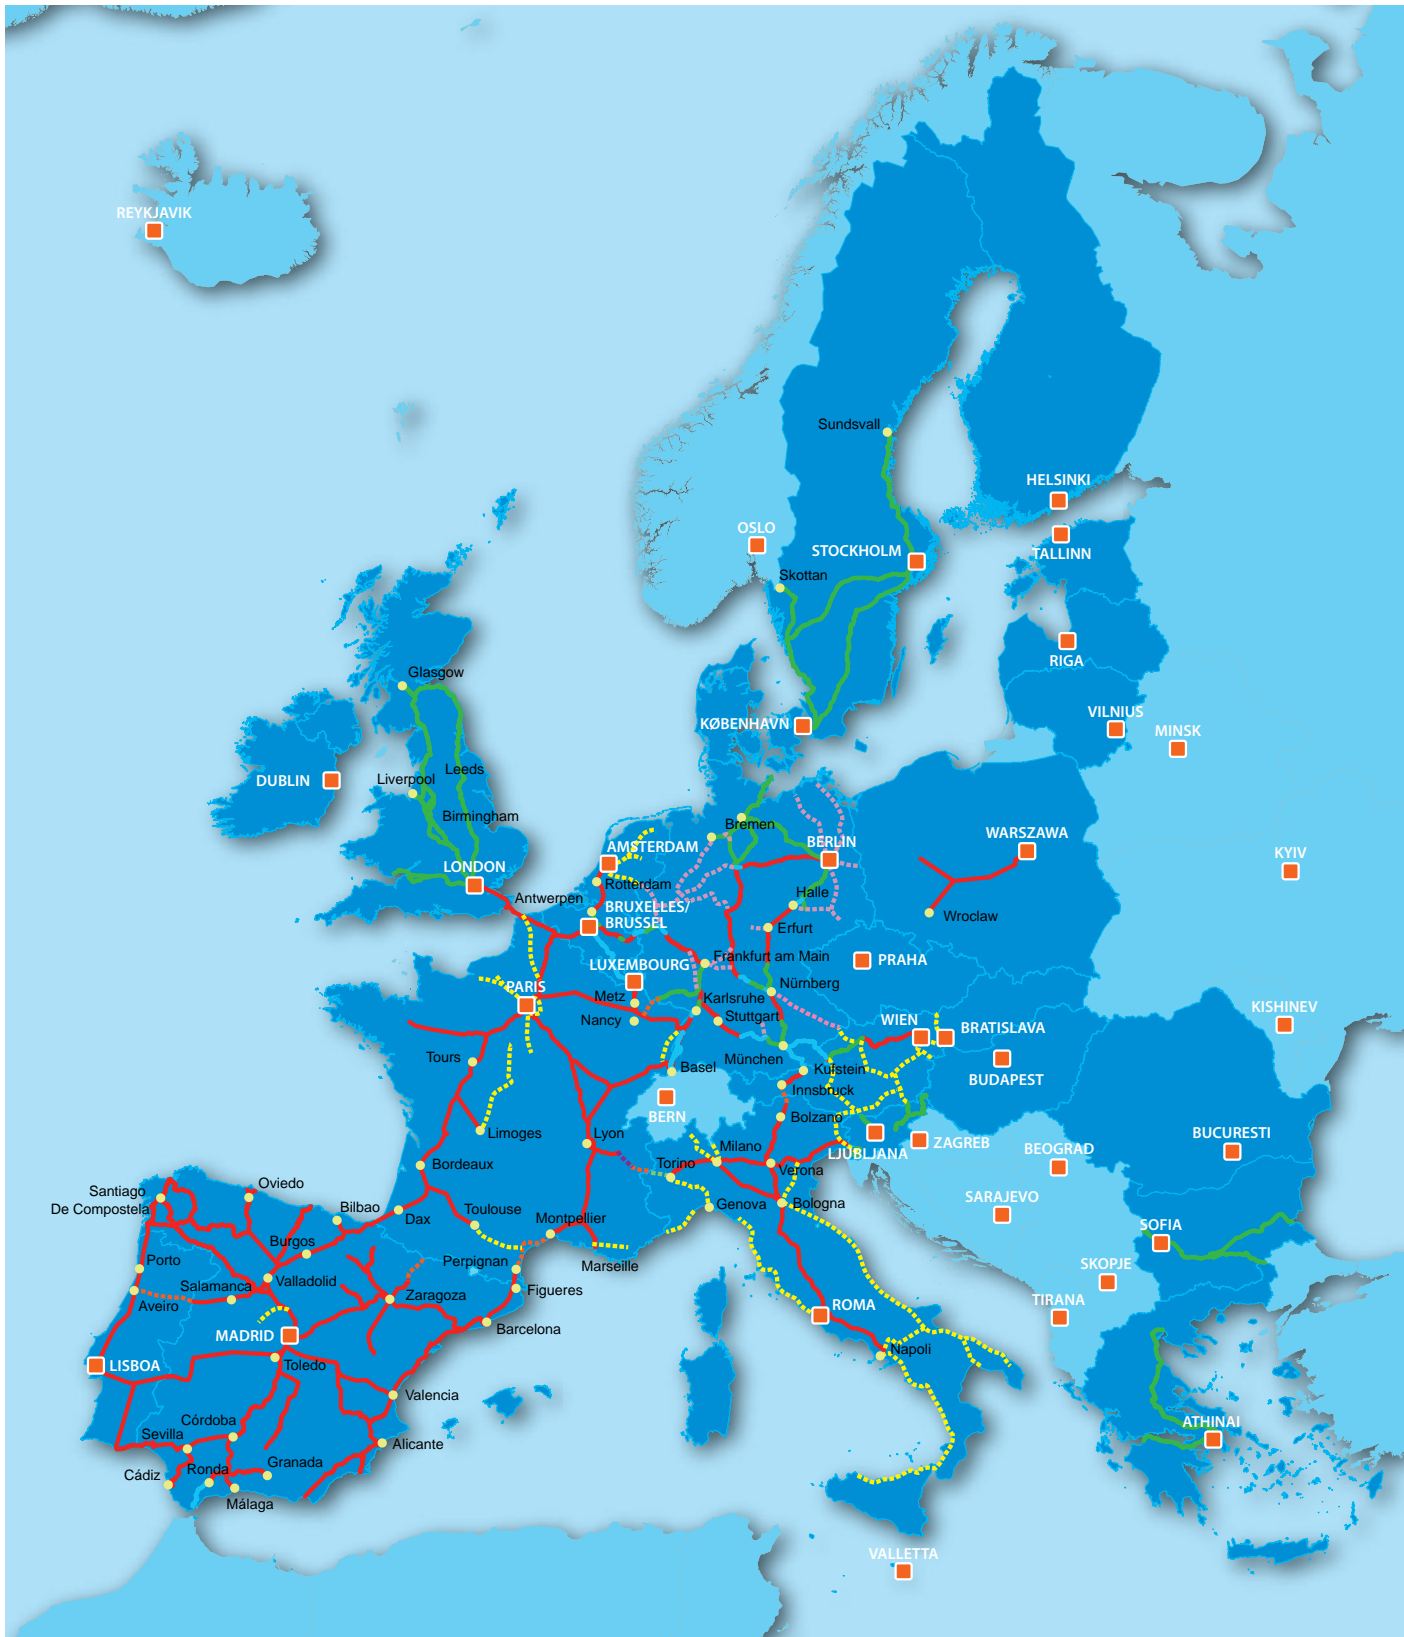 REYKJAVIK
Sundsvall
HELSINKI
OSLO
STOCKHOLM
TALLINN
Skottan
RIGA
Glasgow
VILNIUS
KØBENHAVN
MINSK
Leeds
Liverpool
DUBLIN
Birmingham
Bremen
WARSZAWA
BERLIN
AMSTERDAM
KYIV
LONDON
Rotterdam
Halle
Antwerpen
BRUXELLES/
BRUSSEL
Wroclaw
Erfurt
Frankfurt am Main
PRAHA
LUXEMBOURG
Nürnberg
PARIS
Metz
Karlsruhe
KISHINEV
Nancy
Stuttgart
WIEN
BRATISLAVA
Tours
München
Basel
Kufstein
BUDAPEST
Innsbruck
BERN
Bolzano
Limoges
Lyon
Milano
LJUBLJANA
ZAGREB
BUCURESTI
BEOGRAD
Bordeaux
Torino
Verona
Oviedo
Santiago
De Compostela
Bilbao
Dax
Toulouse
Montpellier
Genova
Bologna
SARAJEVO
SOFIA
Burgos
Porto
Perpignan
Marseille
Valladolid
Salamanca
SKOPJE
Figueres
Zaragoza
Aveiro
TIRANA
ROMA
Barcelona
MADRID
Napoli
LISBOA
Toledo
Valencia
Córdoba
ATHINAI
Sevilla
Alicante
Cádiz
Ronda
Granada
Málaga
VALLETTA